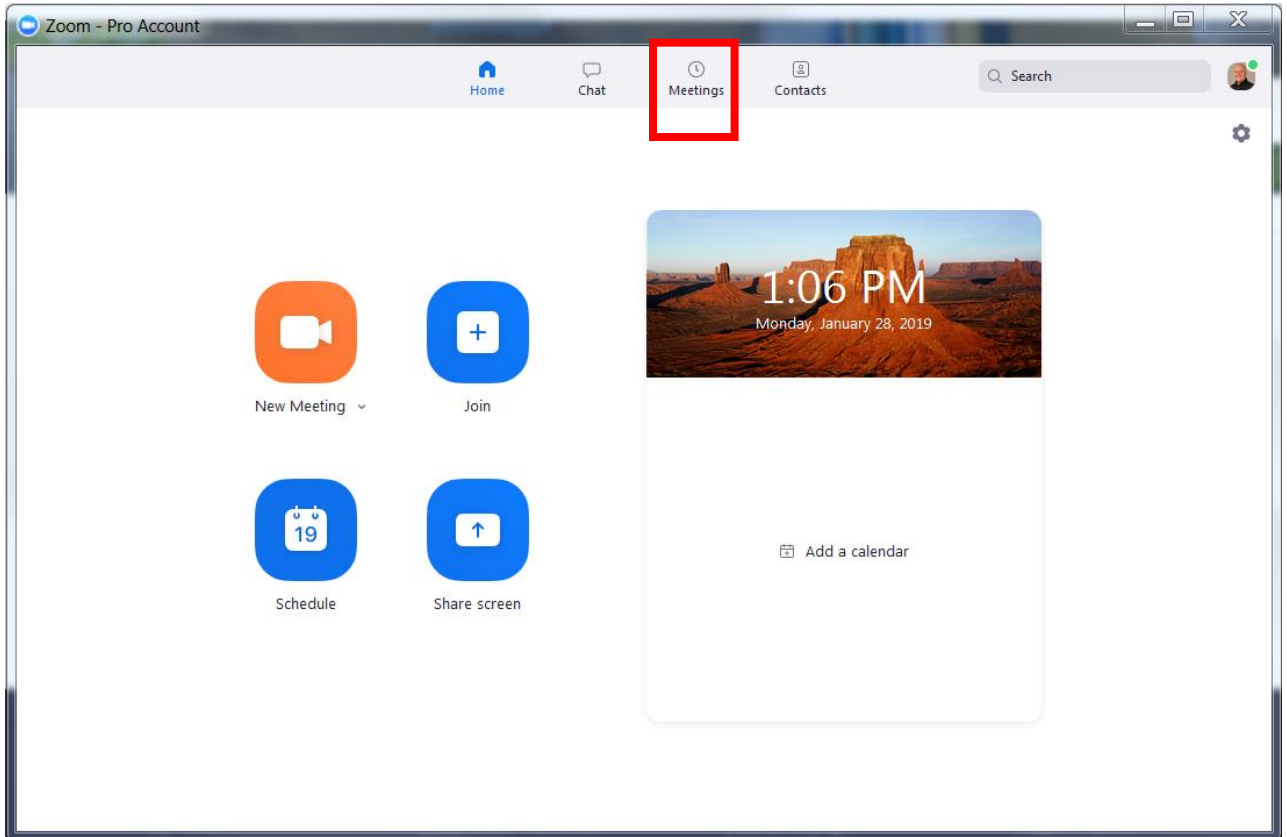 Zoom - Pro Account
Home
Chat
Meetings
Contacts
Search
1:06 PM
Monday, January 28, 2019
New Meeting
Join
19
Schedule
Share screen
Add a calendar